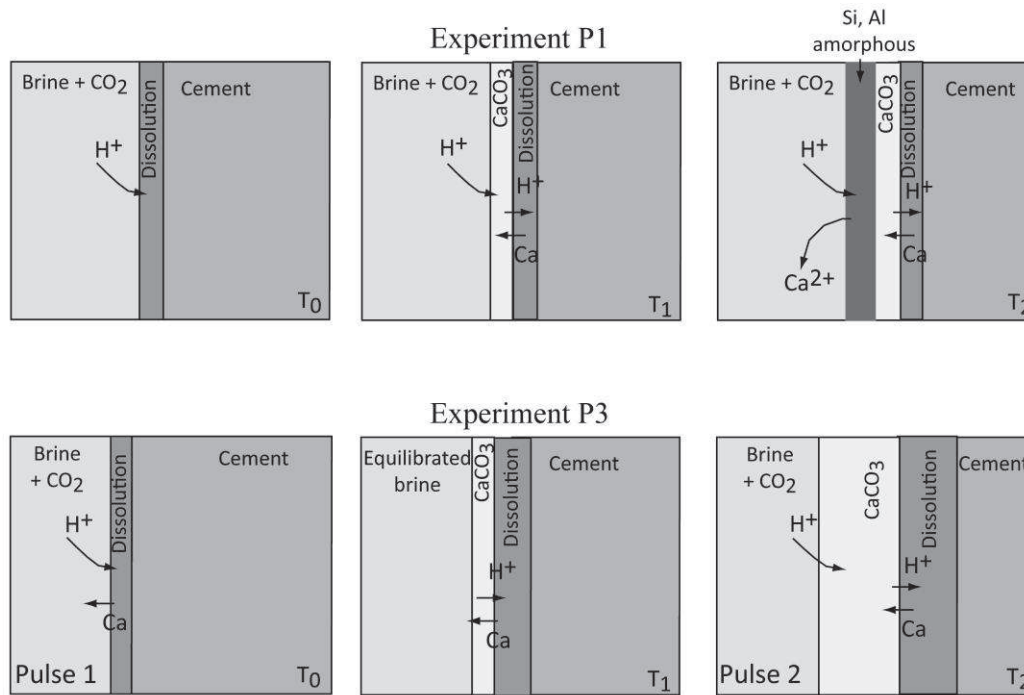 Experiment P1
Brine + CO2
Dissolution
Cement
H+
T0
Brine + CO2
CaCO3
Dissolution
Cement
H+
H+
Ca
T1
Si, Al
amorphous
Brine + CO2
CaCO3
Dissolution
Cement
H+
H+
Ca
Ca2+
T2
Experiment P3
Brine
+ CO2
Dissolution
Cement
H+
Ca
Pulse 1
T0
Equilibrated
brine
CaCO3
Dissolution
Cement
H+
Ca
T1
Brine
+ CO2
CaCO3
Dissolution
Cement
H+
H+
Ca
Pulse 2
T2